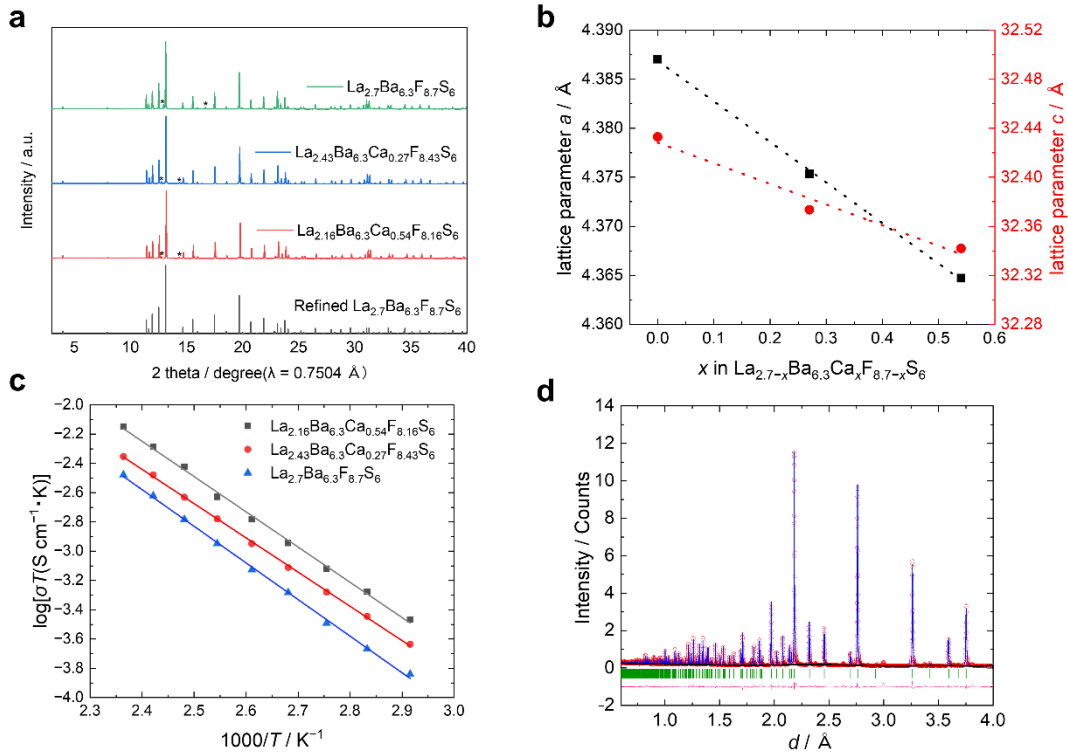 a
Intensity / a.u.
La2.7Ba6.3F8.7S6
* *
La2.43Ba6.3Ca0.27F8.43S6
* *
La2.16Ba6.3Ca0.54F8.16S6
* *
Refined La2.7Ba6.3F8.7S6
5 10 15 20 25 30 35 40
2 theta / degree(λ = 0.7504 Å)
b
lattice parameter a / Å
4.390
4.385
4.380
4.375
4.370
4.365
4.360
32.52
32.48
32.44
32.40
32.36
32.32
32.28
lattice parameter c / Å
0.0 0.1 0.2 0.3 0.4 0.5 0.6
x in La2.7−xBa6.3CaxF8.7−xS6
c
log[σT(S cm−1•K)]
−2.0
−2.2
−2.4
−2.6
−2.8
−3.0
−3.2
−3.4
−3.6
−3.8
−4.0
La2.16Ba6.3Ca0.54F8.16S6
La2.43Ba6.3Ca0.27F8.43S6
La2.7Ba6.3F8.7S6
2.3 2.4 2.5 2.6 2.7 2.8 2.9 3.0
1000/T / K−1
d
Intensity / Counts
14
12
10
8
6
4
2
0
-2
1.0 1.5 2.0 2.5 3.0 3.5 4.0
d / Å